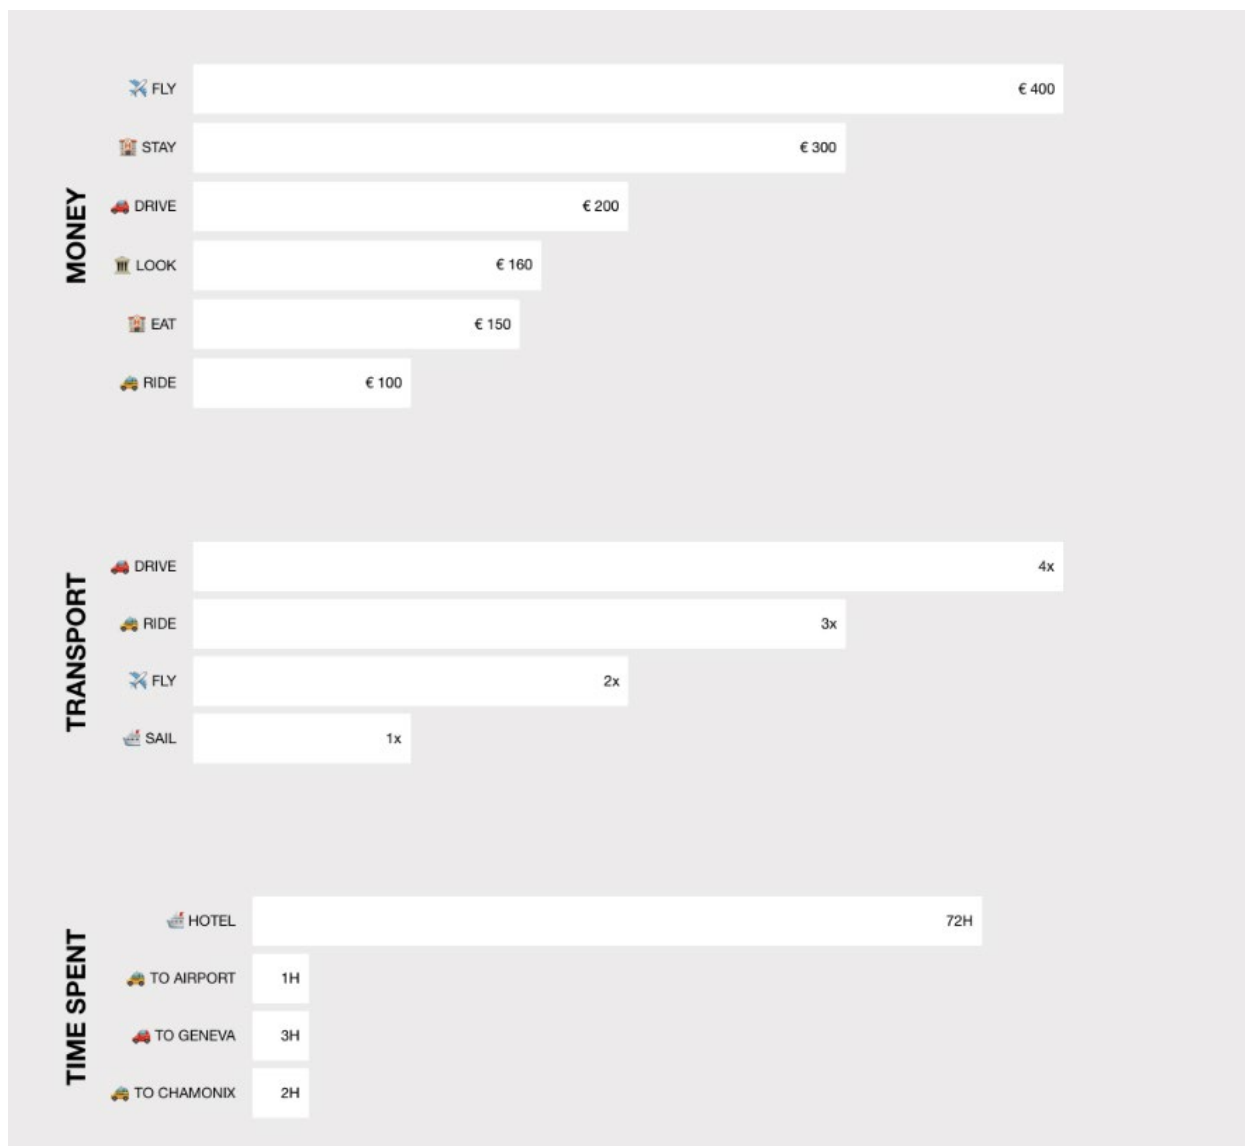 MONEY
✈️ FLY € 400
🏩 STAY € 300
🚗 DRIVE € 200
🏛 LOOK € 160
🏩 EAT € 150
🚕 RIDE € 100
TRANSPORT
🚗 DRIVE 4x
🚕 RIDE 3x
✈️ FLY 2x
🛳 SAIL 1x
TIME SPENT
🛳 HOTEL 72H
🚕 TO AIRPORT 1H
🚗 TO GENEVA 3H
🚕 TO CHAMONIX 2H